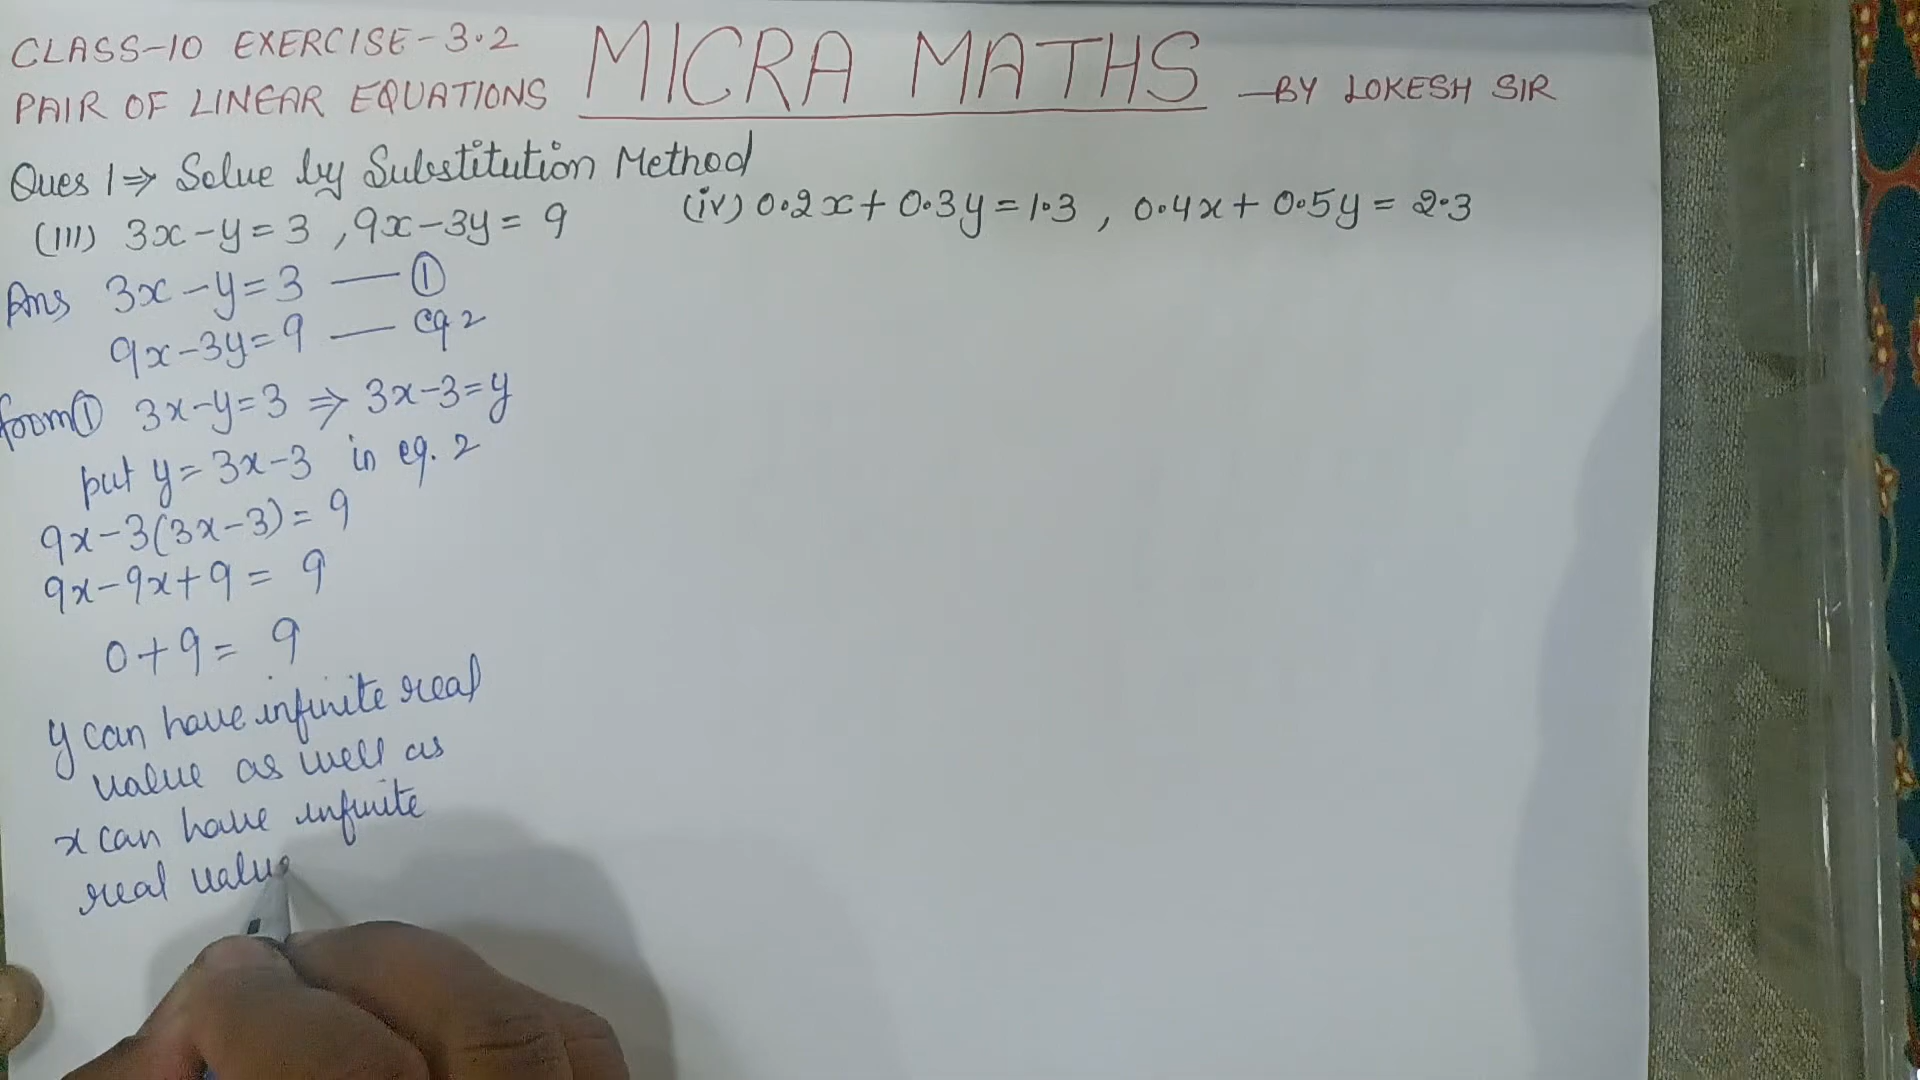 CLASS-10 EXERCISE-3.2
PAIR OF LINEAR EQUATIONS
MICRA MATHS
-BY LOKESH SIR
Ques 1⇒ Solve by Substitution Method
(III) 3x-y=3, 9x-3y=9
(iv) 0.2x+0.3y=1.3, 0.4x+0.5y=2.3
Ans 3x-y=3 — ①
9x-3y=9 — eq 2
from① 3x-y=3 ⇒ 3x-3=y
put y=3x-3 in eq. 2
9x-3(3x-3)=9
9x-9x+9=9
0+9=9
y can have infinite real
value as well as
x can have infinite
real value